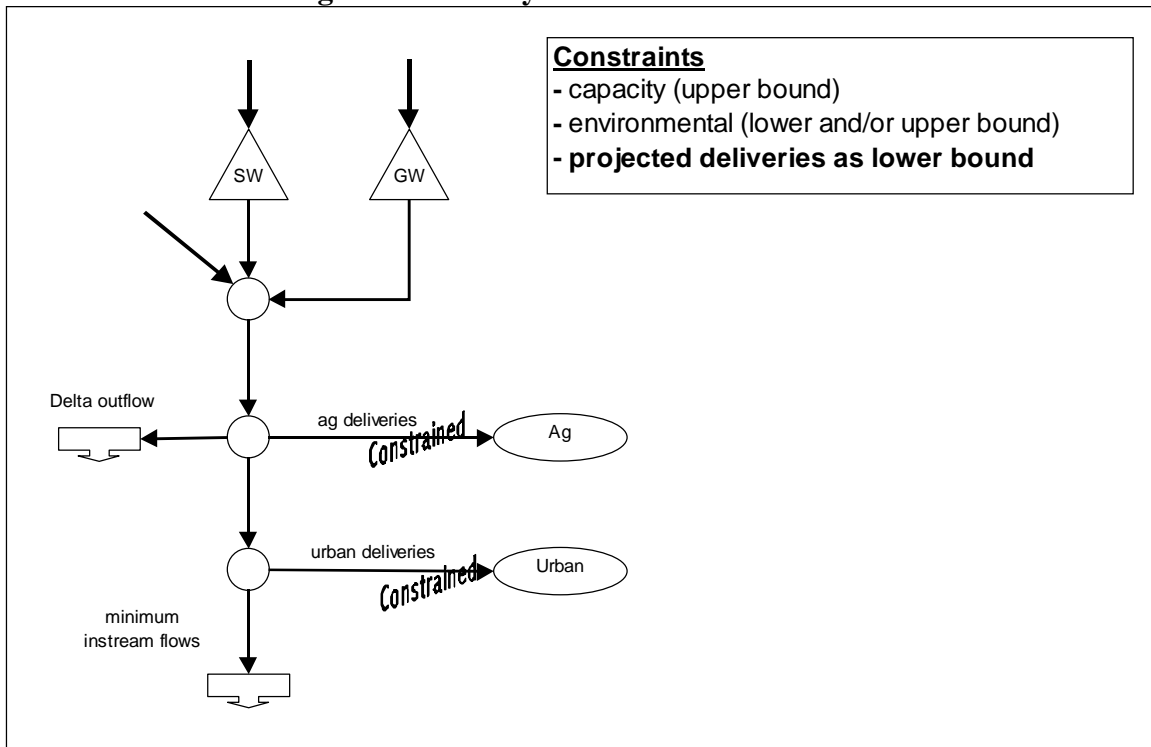 Constraints
- capacity (upper bound)
- environmental (lower and/or upper bound)
- projected deliveries as lower bound
SW
GW
Delta outflow
ag deliveries
Constrained
Ag
urban deliveries
Constrained
Urban
minimum
instream flows